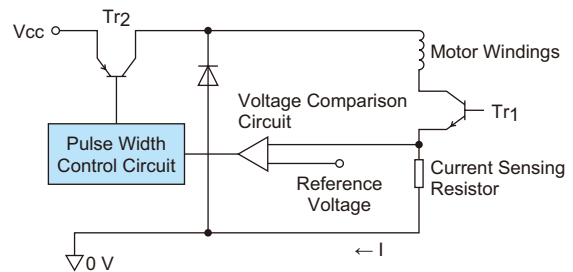 Tr2
Vcc
Motor Windings
Voltage Comparison
Circuit
Tr1
Pulse Width
Control Circuit
Reference
Voltage
Current Sensing
Resistor
← I
0 V